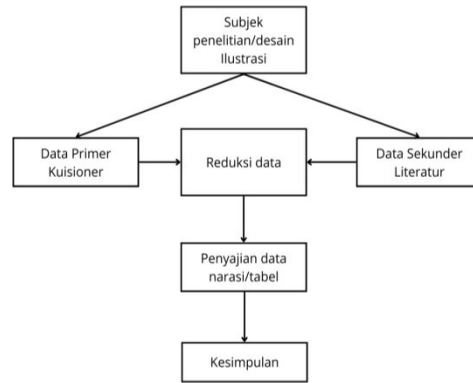 Subjek
penelitian/desain
Ilustrasi
Data Primer
Kuisioner
Reduksi data
Data Sekunder
Literatur
Penyajian data
narasi/tabel
Kesimpulan